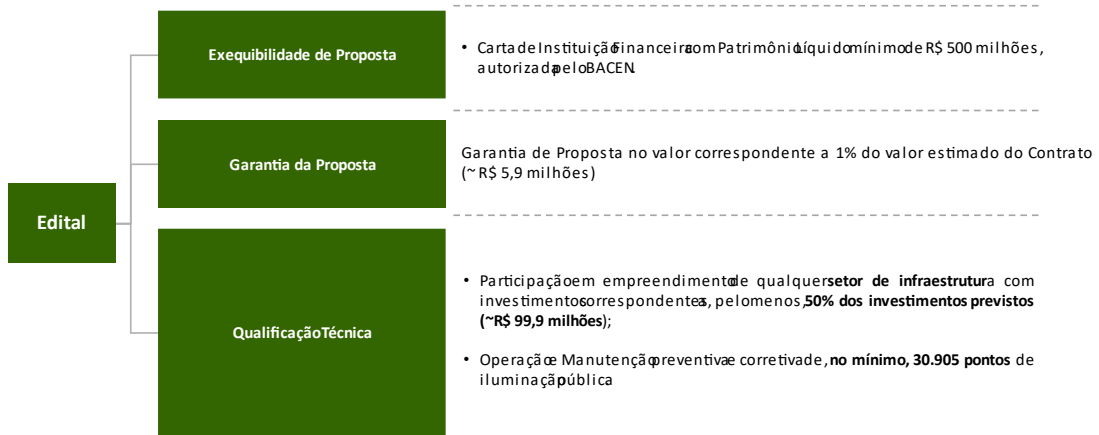 Edital
Exequibilidade de Proposta
• Carta de Instituição Financeira com Patrimônio Líquido mínimo de R$ 500 milhões,
autorizada pelo BACEN.
Garantia da Proposta
Garantia de Proposta no valor correspondente a 1% do valor estimado do Contrato
(~ R$ 5,9 milhões)
Qualificação Técnica
• Participação em empreendimento de qualquer setor de infraestrutura com
investimentos correspondentes a, pelo menos, 50% dos investimentos previstos
(~R$ 99,9 milhões);
• Operação e Manutenção preventiva e corretiva de, no mínimo, 30.905 pontos de
iluminação pública.